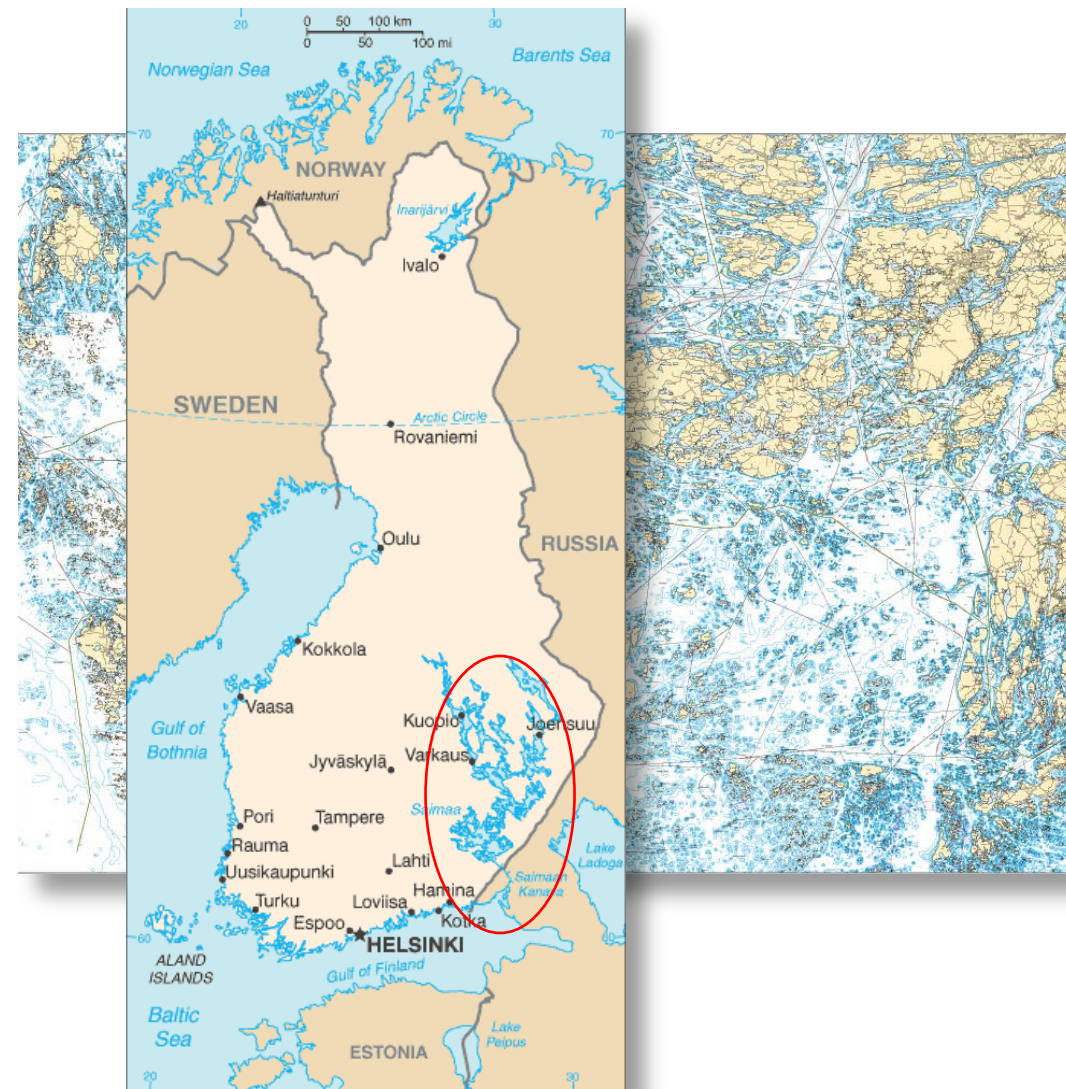 20
0 50 100 km
30
0 50 100 mi
Norwegian Sea
Barents Sea
70
70
NORWAY
Haltiatunturi
Inarijärvi
Ivalo
SWEDEN
Arctic Circle
Rovaniemi
Oulu
RUSSIA
Kokkola
Vaasa
Kuopio
Joensuu
Gulf of
Bothnia
Varkaus
Jyväskylä
Saimaa
Pori
Tampere
Rauma
Lake
Ladoga
Lahti
Uusikaupunki
Saimaan
Kanava
Hamina
Turku
Loviisa
Kotka
Espoo
60
HELSINKI
60
ALAND
ISLANDS
Gulf of Finland
Baltic
Sea
Lake
Peipus
ESTONIA
20
30